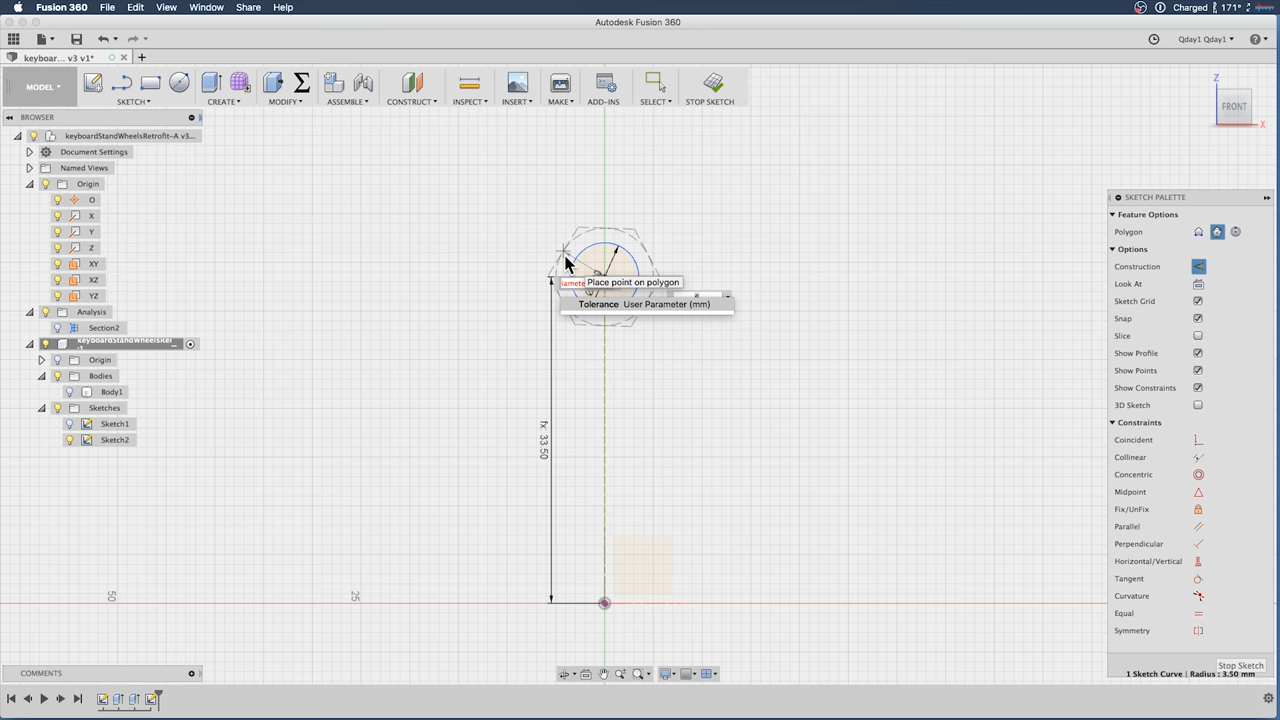 Fusion 360 File Edit View Window Share Help
Charged 171°
Autodesk Fusion 360
Qday1 Qday1
keyboar... v3 v1*
MODEL
SKETCH
CREATE
MODIFY
ASSEMBLE
CONSTRUCT
INSPECT
INSERT
MAKE
ADD-INS
SELECT
STOP SKETCH
BROWSER
keyboardStandWheelsRetrofit-A v3...
Document Settings
Named Views
Origin
O
X
Y
Z
XY
XZ
YZ
Analysis
Section2
Origin
Bodies
Body1
Sketches
Sketch1
Sketch2
Z
FRONT
X
iamete
Place point on polygon
Tolerance User Parameter (mm)
fx: 33.50
50
25
SKETCH PALETTE
Feature Options
Polygon
Options
Construction
Look At
Sketch Grid
Snap
Slice
Show Profile
Show Points
Show Constraints
3D Sketch
Constraints
Coincident
Collinear
Concentric
Midpoint
Fix/UnFix
Parallel
Perpendicular
Horizontal/Vertical
Tangent
Curvature
Equal
Symmetry
Stop Sketch
1 Sketch Curve | Radius : 3.50 mm
COMMENTS